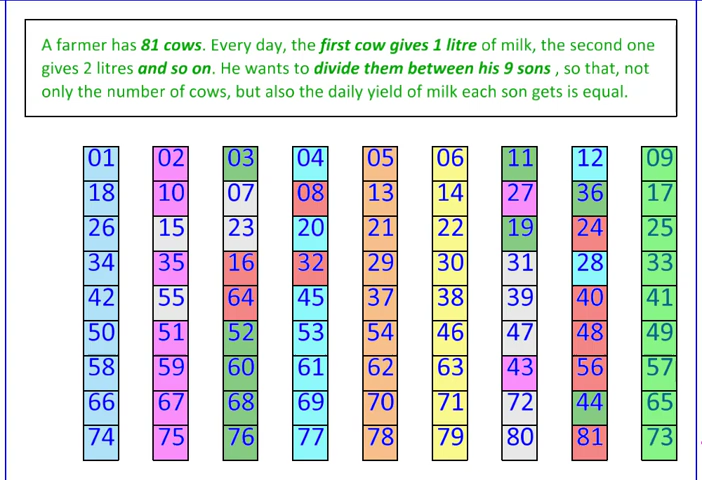 A farmer has 81 cows. Every day, the first cow gives 1 litre of milk, the second one
gives 2 litres and so on. He wants to divide them between his 9 sons , so that, not
only the number of cows, but also the daily yield of milk each son gets is equal.
01 02 03 04 05 06 11 12 09
18 10 07 08 13 14 27 36 17
26 15 23 20 21 22 19 24 25
34 35 16 32 29 30 31 28 33
42 55 64 45 37 38 39 40 41
50 51 52 53 54 46 47 48 49
58 59 60 61 62 63 43 56 57
66 67 68 69 70 71 72 44 65
74 75 76 77 78 79 80 81 73